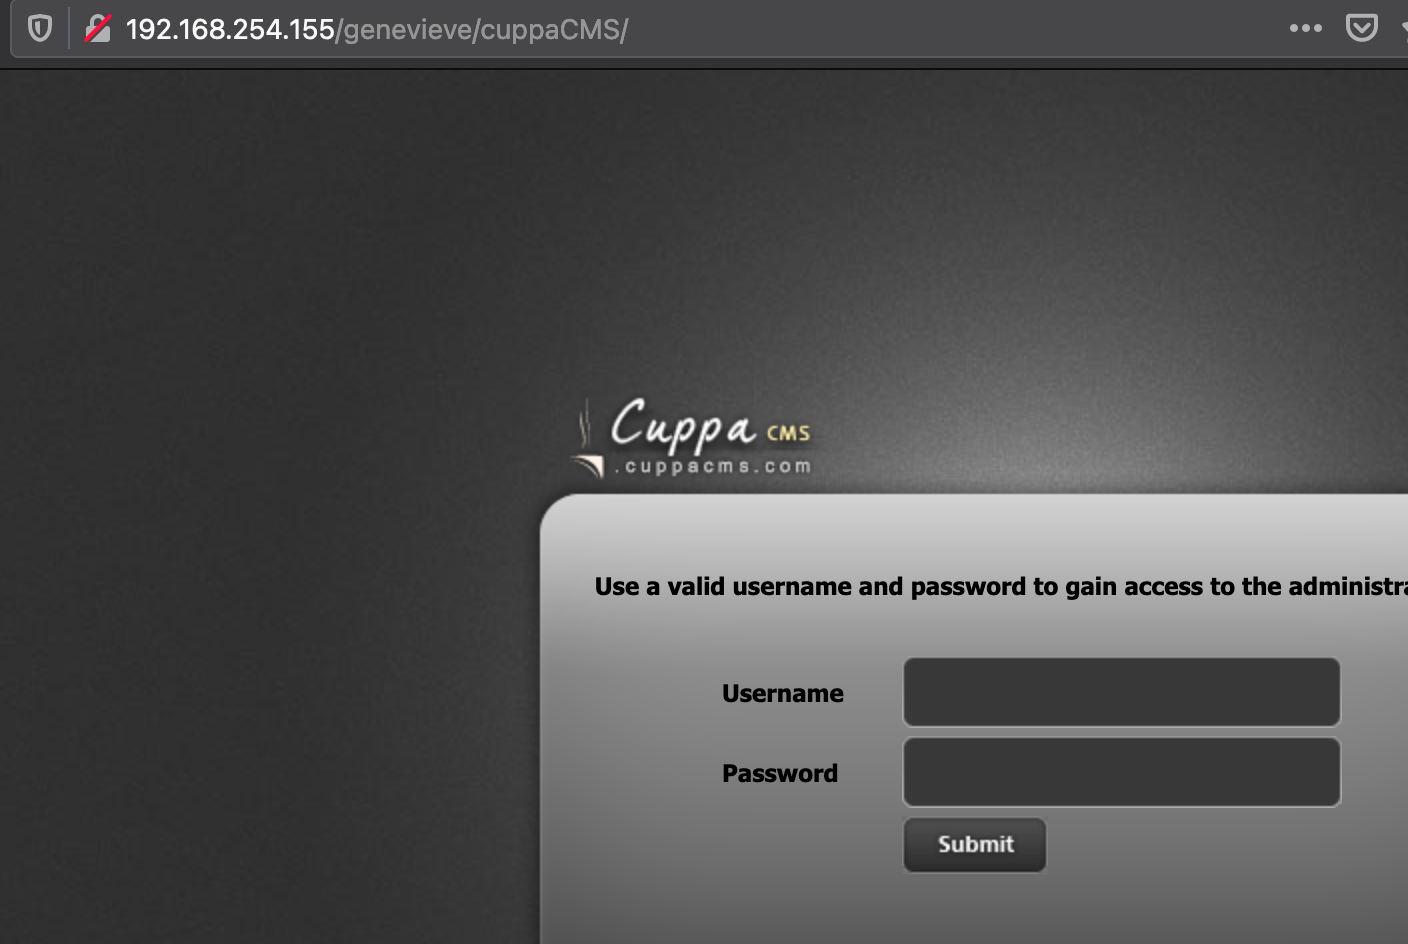 192.168.254.155/genevieve/cuppaCMS/
Cuppa CMS
.cuppacms.com
Use a valid username and password to gain access to the administra
Username
Password
Submit